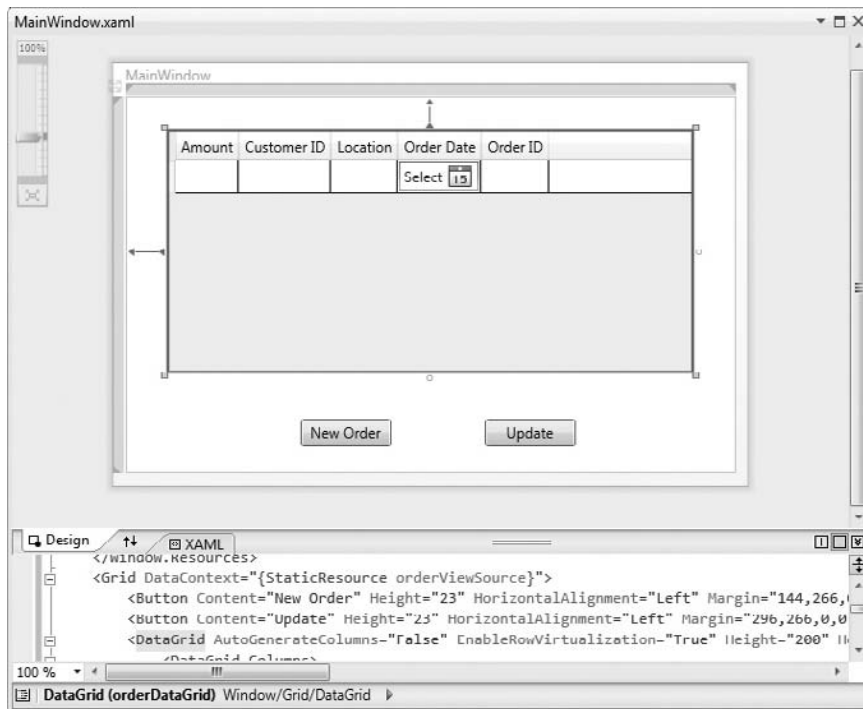 MainWindow.xaml
100%
MainWindow
Amount Customer ID Location Order Date Order ID
Select 15
New Order Update
Design XAML
</Window.Resources>
<Grid DataContext="{StaticResource orderViewSource}">
<Button Content="New Order" Height="23" HorizontalAlignment="Left" Margin="144,266,
<Button Content="Update" Height="23" HorizontalAlignment="Left" Margin="296,266,0,0
<DataGrid AutoGenerateColumns="False" EnableRowVirtualization="True" Height="200"
<DataGrid.Columns>
100 %
DataGrid (orderDataGrid) Window/Grid/DataGrid